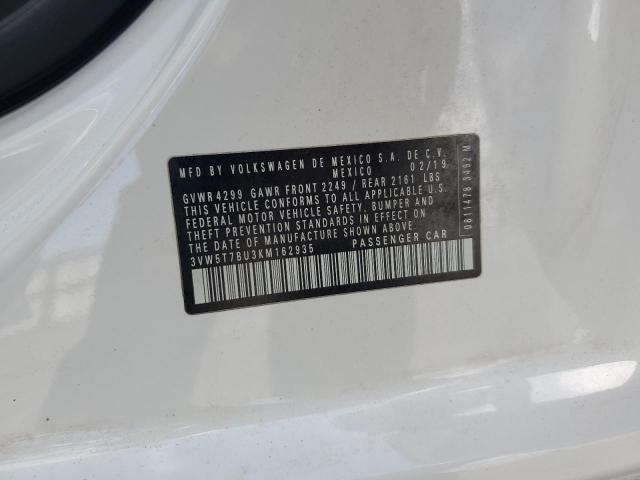 MFD BY VOLKSWAGEN DE MEXICO S.A. DE C.V.
MEXICO 02/19
GVWR 4299 GAWR FRONT 2249 / REAR 2161 LBS
THIS VEHICLE CONFORMS TO ALL APPLICABLE U.S.
FEDERAL MOTOR VEHICLE SAFETY, BUMPER AND
THEFT PREVENTION STANDARDS IN EFFECT ON
THE DATE OF MANUFACTURE SHOWN ABOVE.
3VW5T7BU3KM162935 PASSENGER CAR
0811478 3492 M